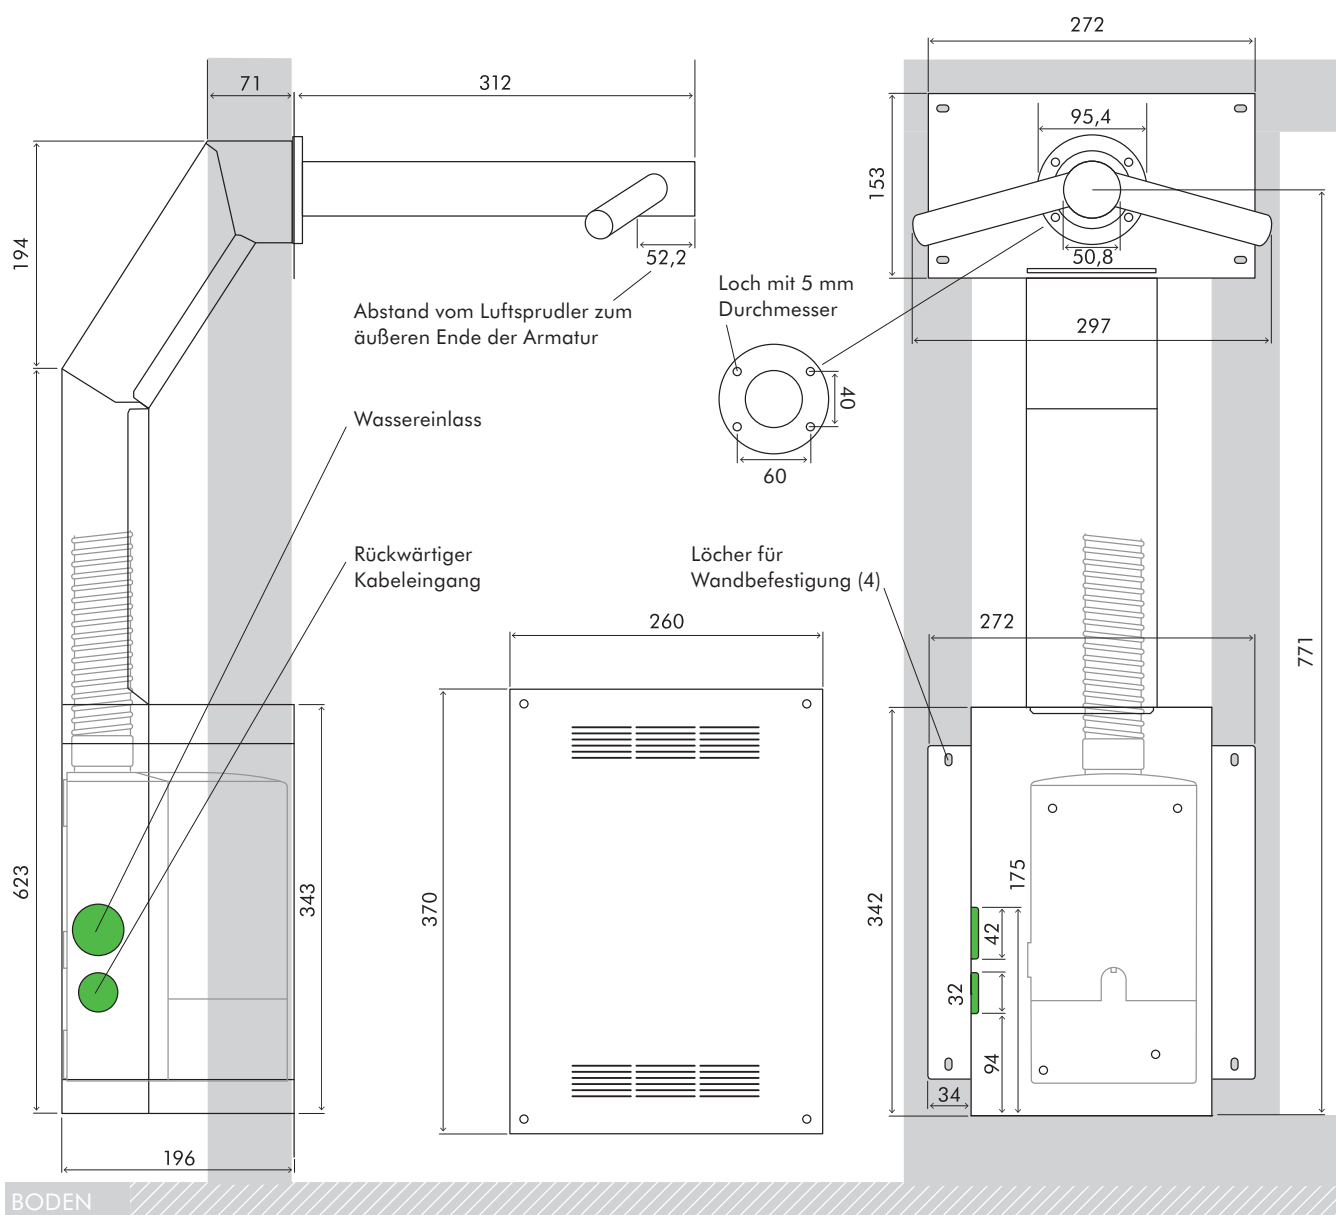 272
71
312
95,4
153
194
52,2
50,8
Loch mit 5 mm
Durchmesser
Abstand vom Luftsprudler zum
äußeren Ende der Armatur
297
40
Wassereinlass
60
Rückwärtiger
Kabeleingang
Löcher für
Wandbefestigung (4)
260
272
771
623
343
370
342
175
42
32
94
34
196
BODEN